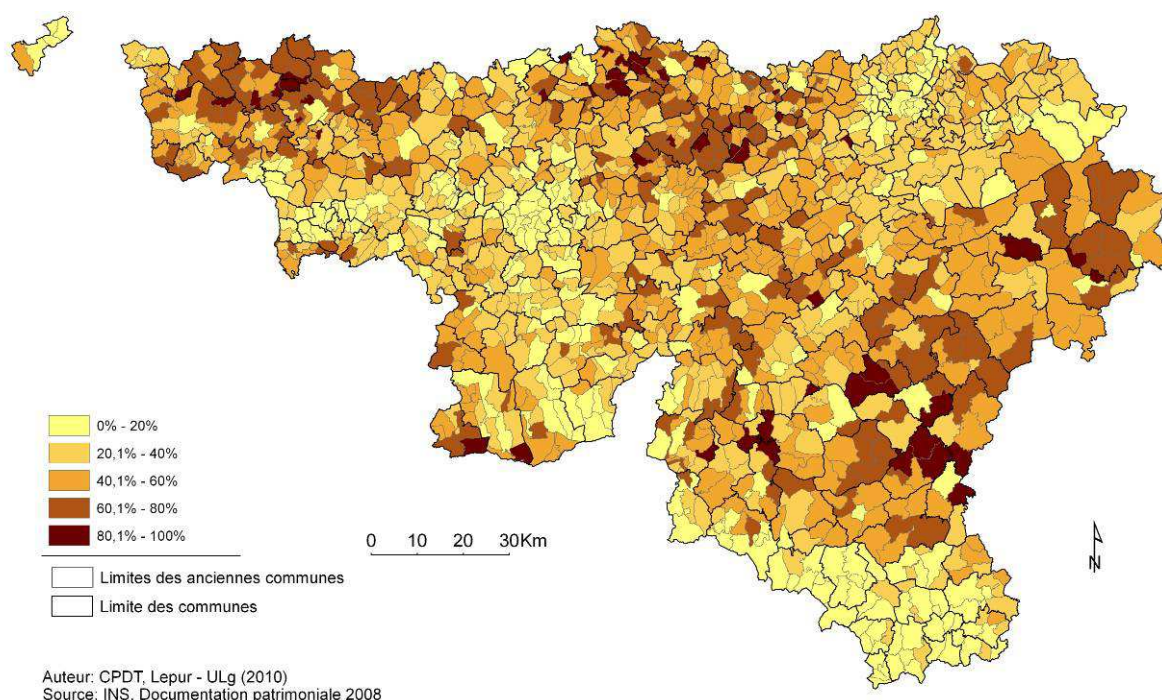 0% - 20%
20,1% - 40%
40,1% - 60%
60,1% - 80%
80,1% - 100%
0 10 20 30Km
N
Limites des anciennes communes
Limite des communes
Auteur: CPDT, Lepur - ULg (2010)
Source: INS, Documentation patrimoniale 2008